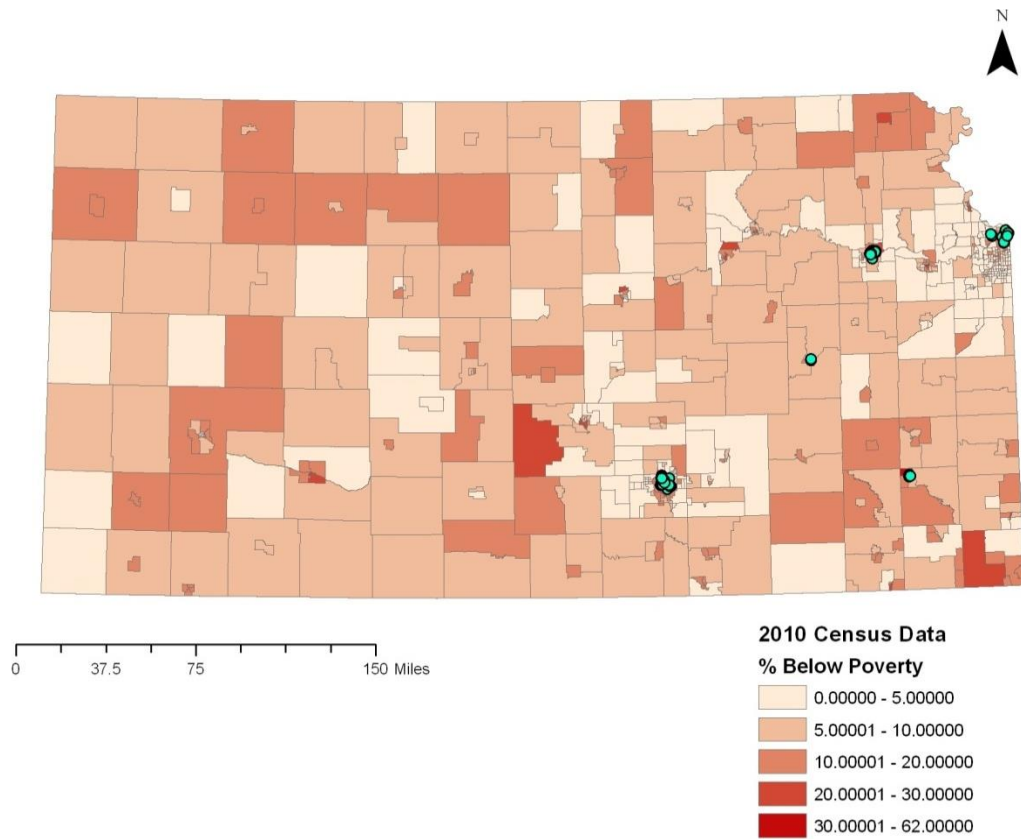 N
0 37.5 75 150 Miles
2010 Census Data
% Below Poverty
0.00000 - 5.00000
5.00001 - 10.00000
10.00001 - 20.00000
20.00001 - 30.00000
30.00001 - 62.00000